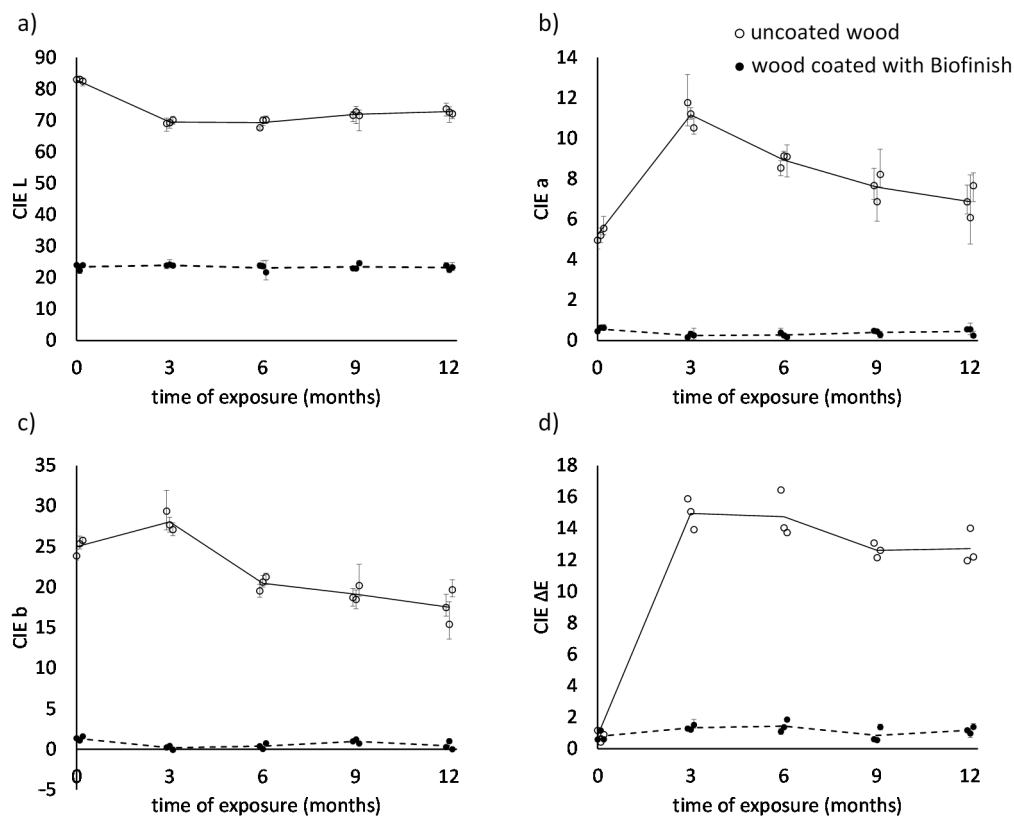 a)
90
80
70
60
50
40
30
20
10
0
CIE L
0 3 6 9 12
time of exposure (months)
b)
uncoated wood
wood coated with Biofinish
14
12
10
8
6
4
2
0
CIE a
0 3 6 9 12
time of exposure (months)
c)
35
30
25
20
15
10
5
0
−5
CIE b
0 3 6 9 12
time of exposure (months)
d)
18
16
14
12
10
8
6
4
2
0
CIE ΔE
0 3 6 9 12
time of exposure (months)